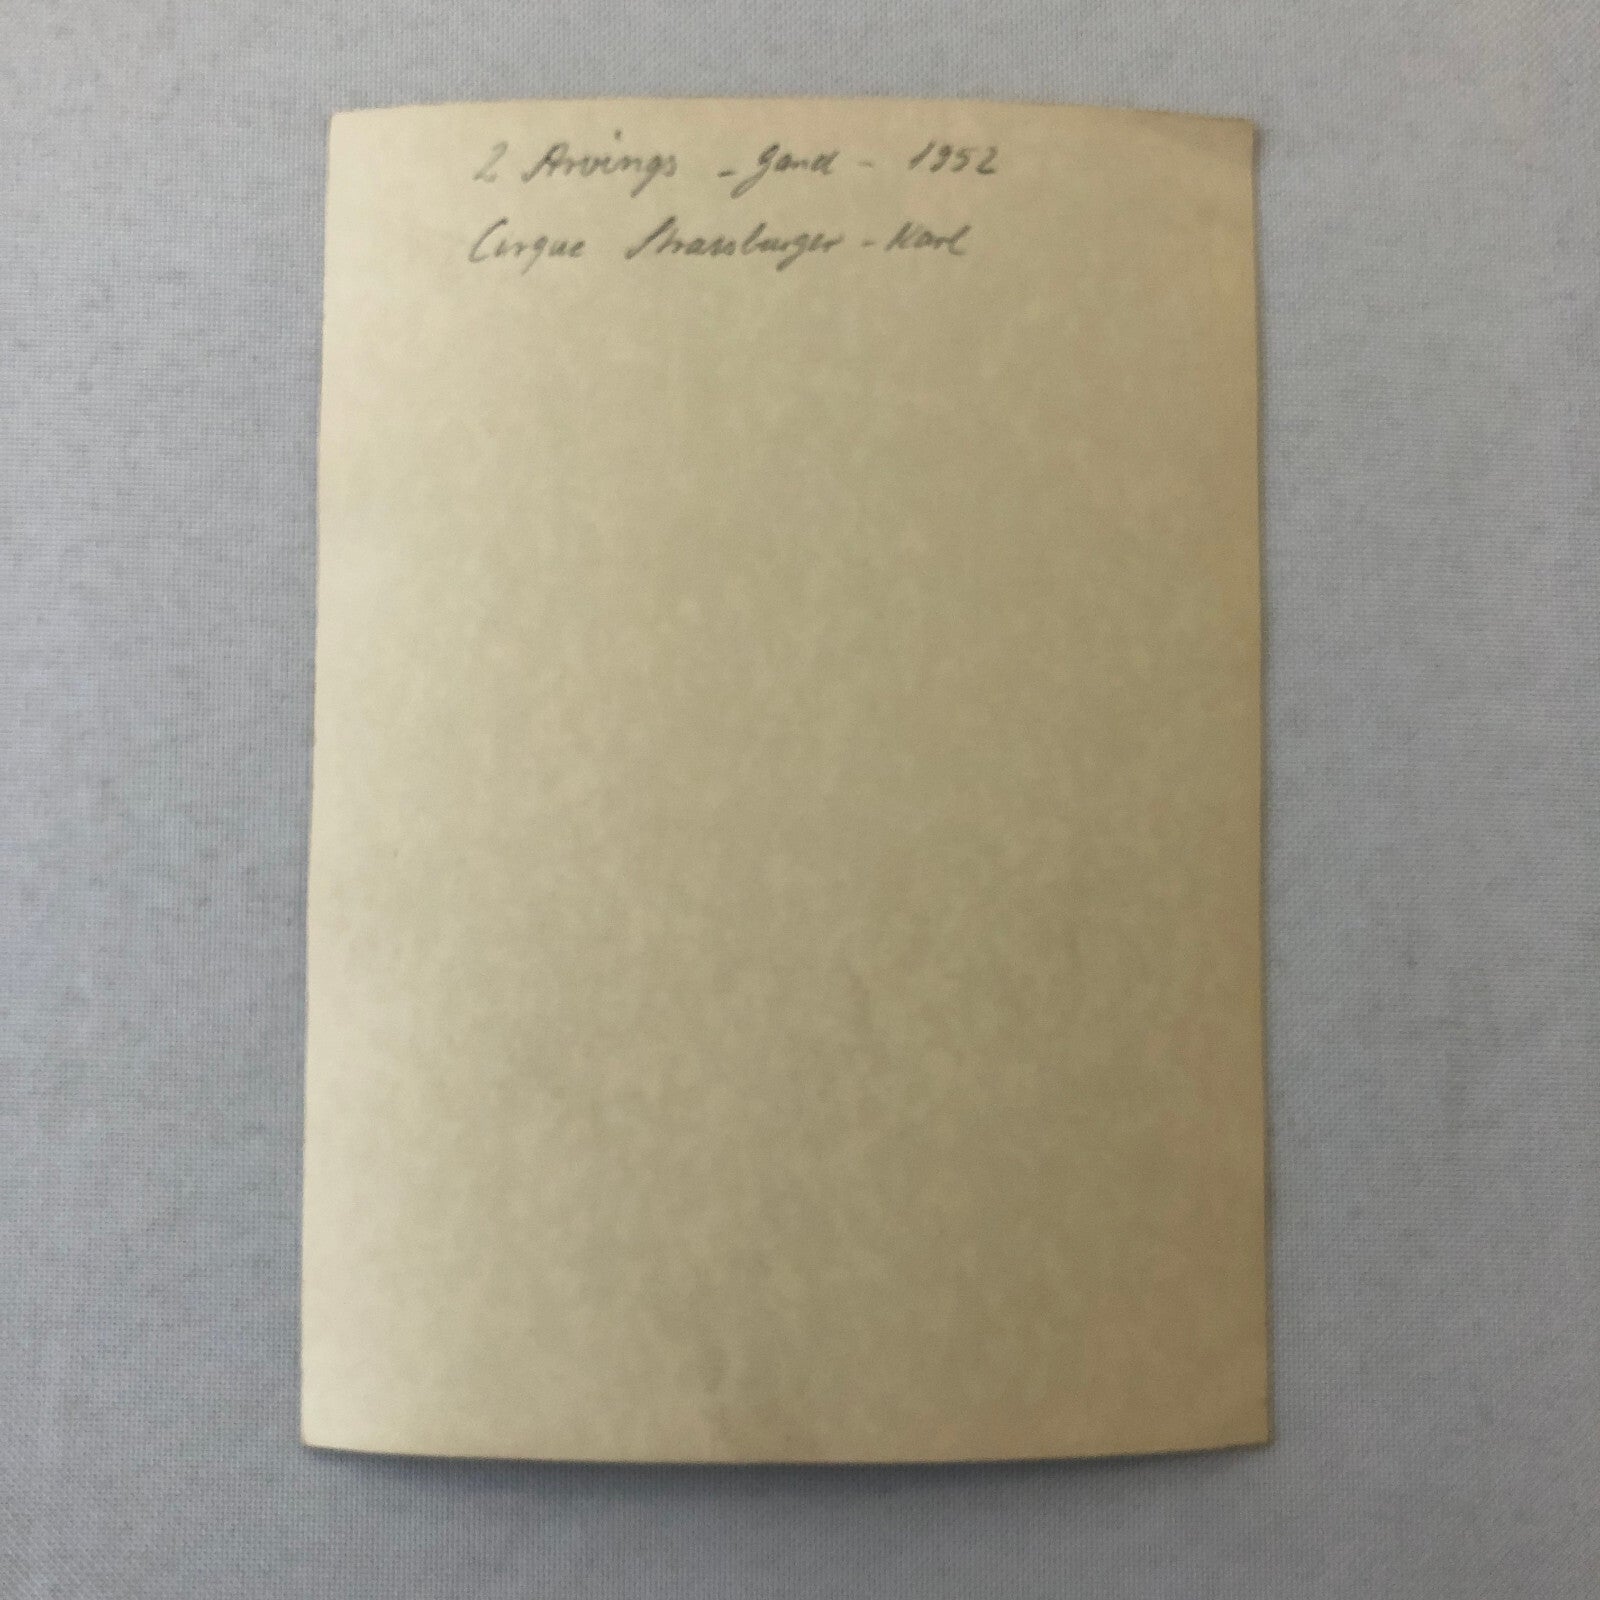 2 Arvings - Gand - 1952
Cirque Strassburger - Karl